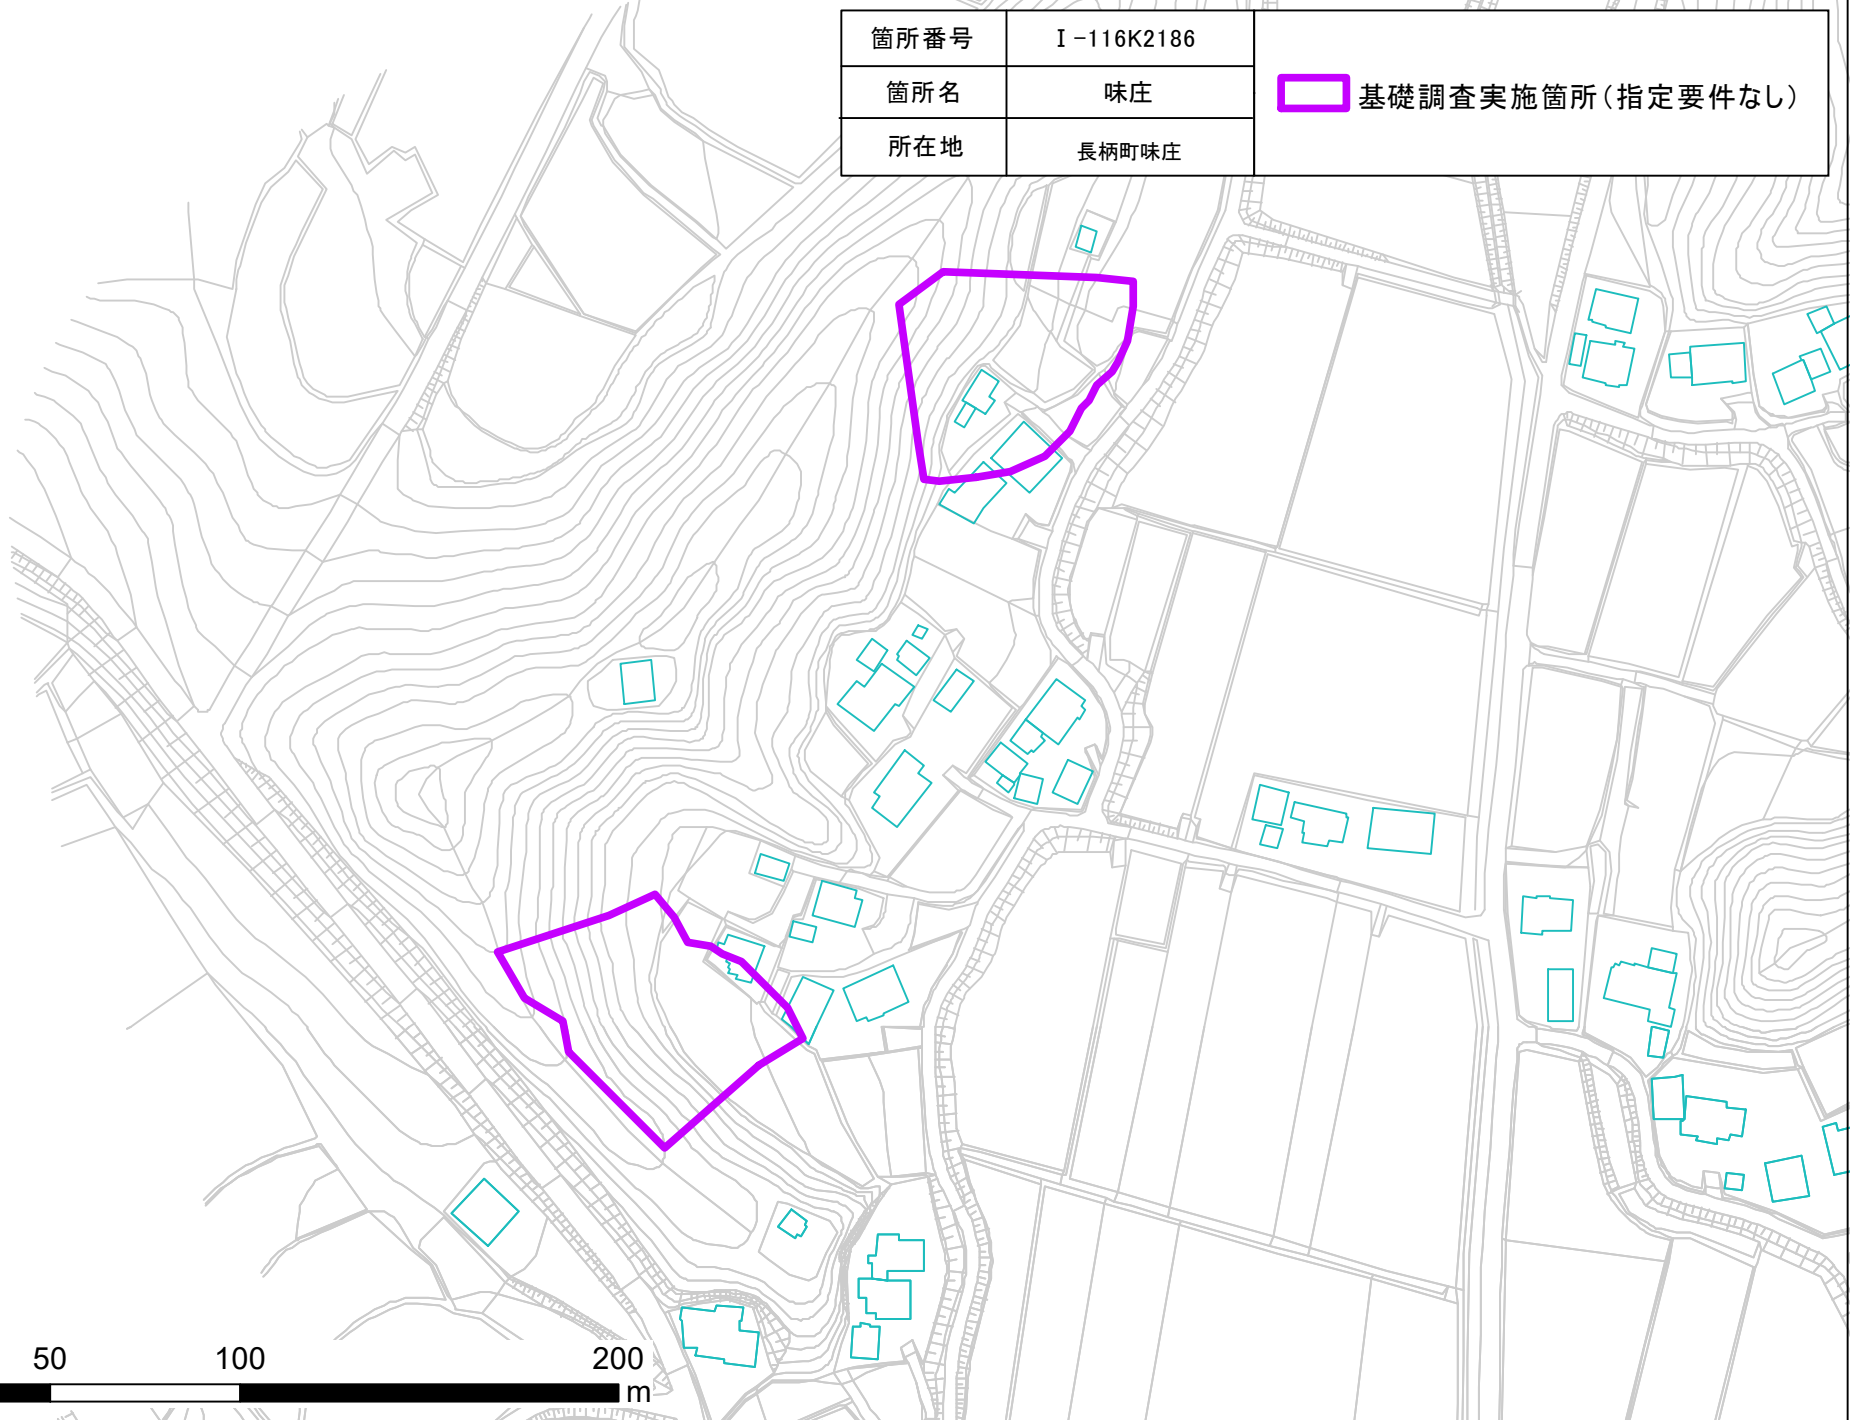 箇所番号 Ⅰ-116K2186
箇所名 味庄
所在地 長柄町味庄
基礎調査実施箇所(指定要件なし)
50 100 200
m